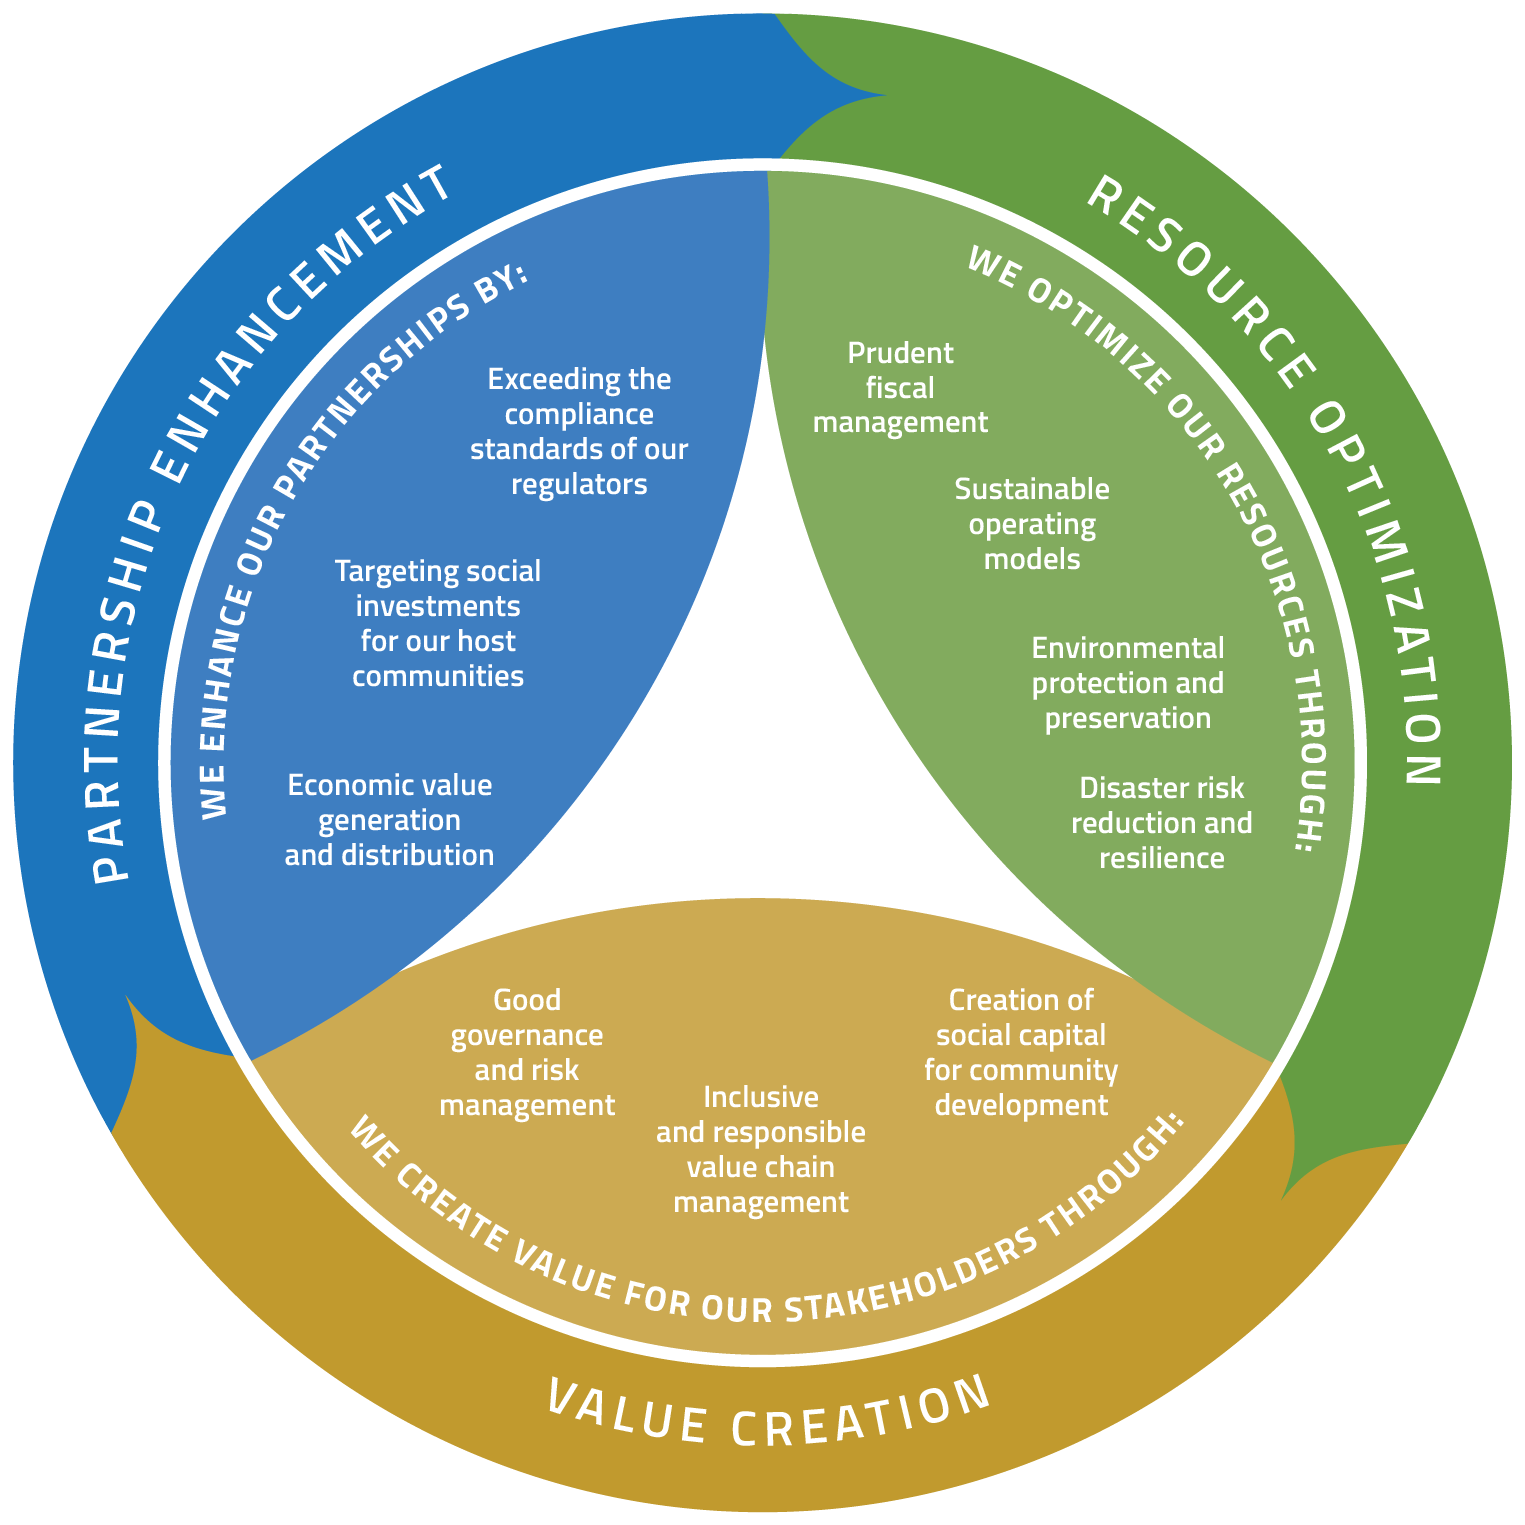 PARTNERSHIP ENHANCEMENT
WE ENHANCE OUR PARTNERSHIPS BY:
Exceeding the
compliance
standards of our
regulators
Targeting social
investments
for our host
communities
Economic value
generation
and distribution
RESOURCE OPTIMIZATION
WE OPTIMIZE OUR RESOURCES THROUGH:
Prudent
fiscal
management
Sustainable
operating
models
Environmental
protection and
preservation
Disaster risk
reduction and
resilience
Good
governance
and risk
management
Inclusive
and responsible
value chain
management
Creation of
social capital
for community
development
WE CREATE VALUE FOR OUR STAKEHOLDERS THROUGH:
VALUE CREATION